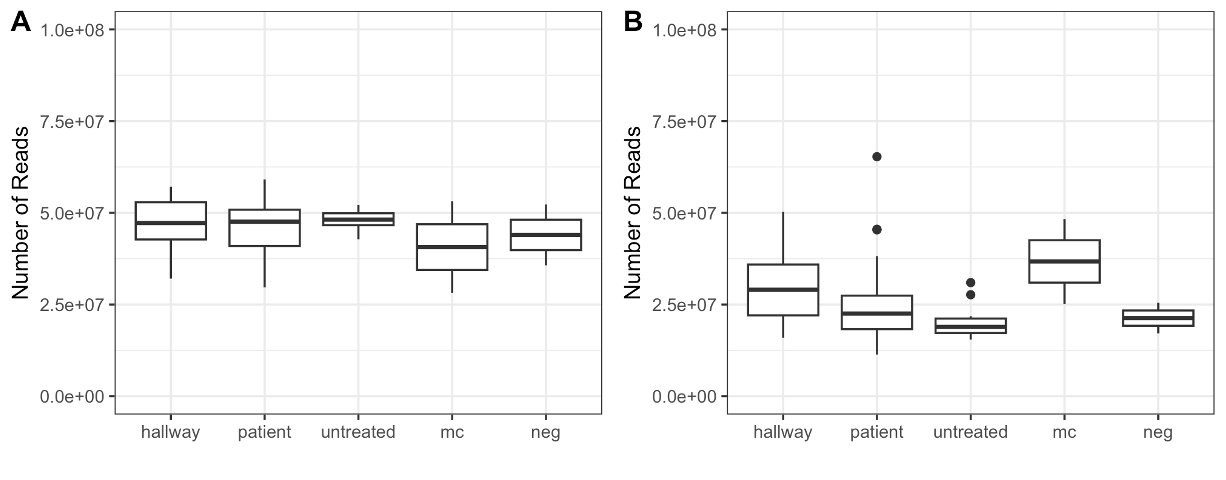 A
Number of Reads
1.0e+08
7.5e+07
5.0e+07
2.5e+07
0.0e+00
hallway patient untreated mc neg
B
Number of Reads
1.0e+08
7.5e+07
5.0e+07
2.5e+07
0.0e+00
hallway patient untreated mc neg